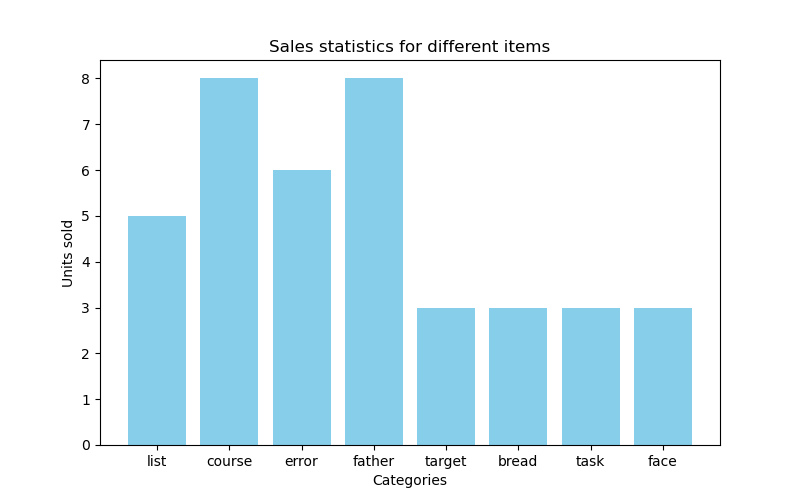 Sales statistics for different items
8
7
6
5
4
3
2
1
0
Units sold
list course error father target bread task face
Categories